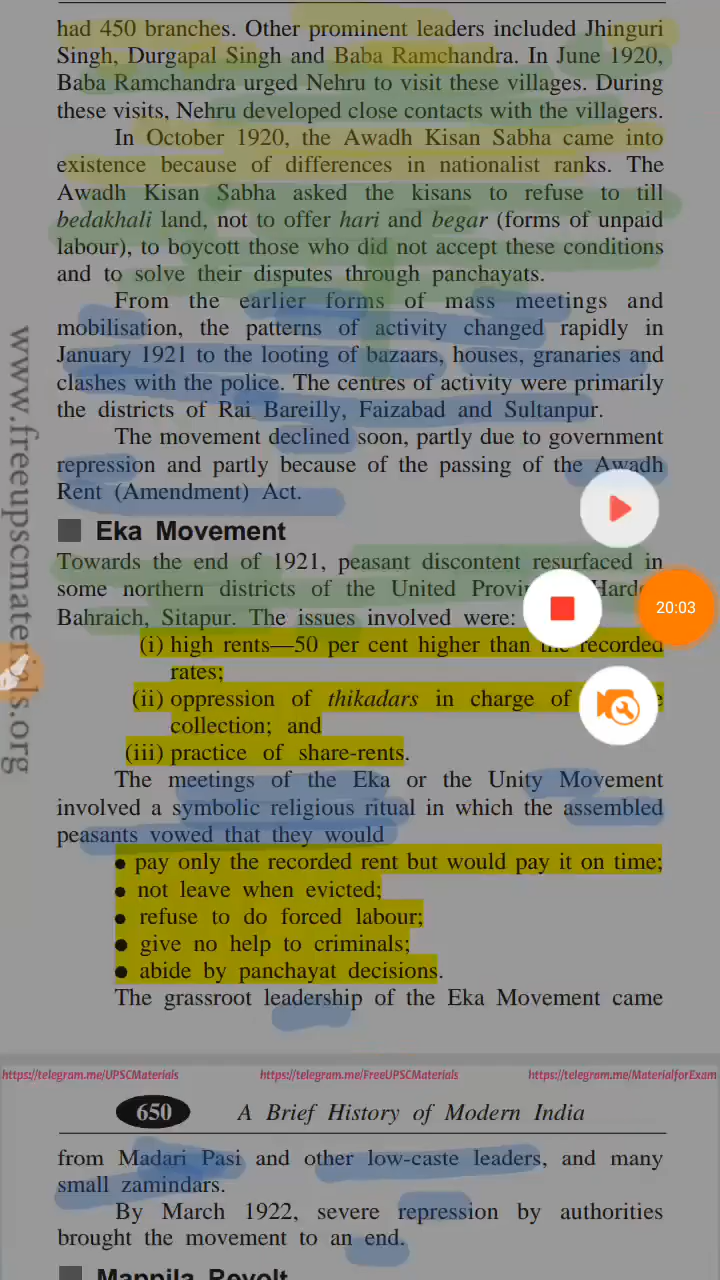 had 450 branches. Other prominent leaders included Jhinguri
Singh, Durgapal Singh and Baba Ramchandra. In June 1920,
Baba Ramchandra urged Nehru to visit these villages. During
these visits, Nehru developed close contacts with the villagers.
In October 1920, the Awadh Kisan Sabha came into
existence because of differences in nationalist ranks. The
Awadh Kisan Sabha asked the kisans to refuse to till
bedakhali land, not to offer hari and begar (forms of unpaid
labour), to boycott those who did not accept these conditions
and to solve their disputes through panchayats.
From the earlier forms of mass meetings and
mobilisation, the patterns of activity changed rapidly in
January 1921 to the looting of bazaars, houses, granaries and
clashes with the police. The centres of activity were primarily
the districts of Rai Bareilly, Faizabad and Sultanpur.
The movement declined soon, partly due to government
repression and partly because of the passing of the Awadh
Rent (Amendment) Act.
Eka Movement
Towards the end of 1921, peasant discontent resurfaced in
some northern districts of the United
Bahraich, Sitapur. The issues involved were:
20:03
(i) high rents—50 per cent higher than the recorded
rates;
(ii) oppression of thikadars in charge of
collection; and
(iii) practice of share-rents.
The meetings of the Eka or the Unity Movement
involved a symbolic religious ritual in which the assembled
peasants vowed that they would
• pay only the recorded rent but would pay it on time;
• not leave when evicted;
• refuse to do forced labour;
• give no help to criminals;
• abide by panchayat decisions.
The grassroot leadership of the Eka Movement came
www.freeupscmaterials.org
https://telegram.me/UPSCMaterials https://telegram.me/FreeUPSCMaterials https://telegram.me/MaterialforExam
650 A Brief History of Modern India
from Madari Pasi and other low-caste leaders, and many
small zamindars.
By March 1922, severe repression by authorities
brought the movement to an end.
Mappila Revolt